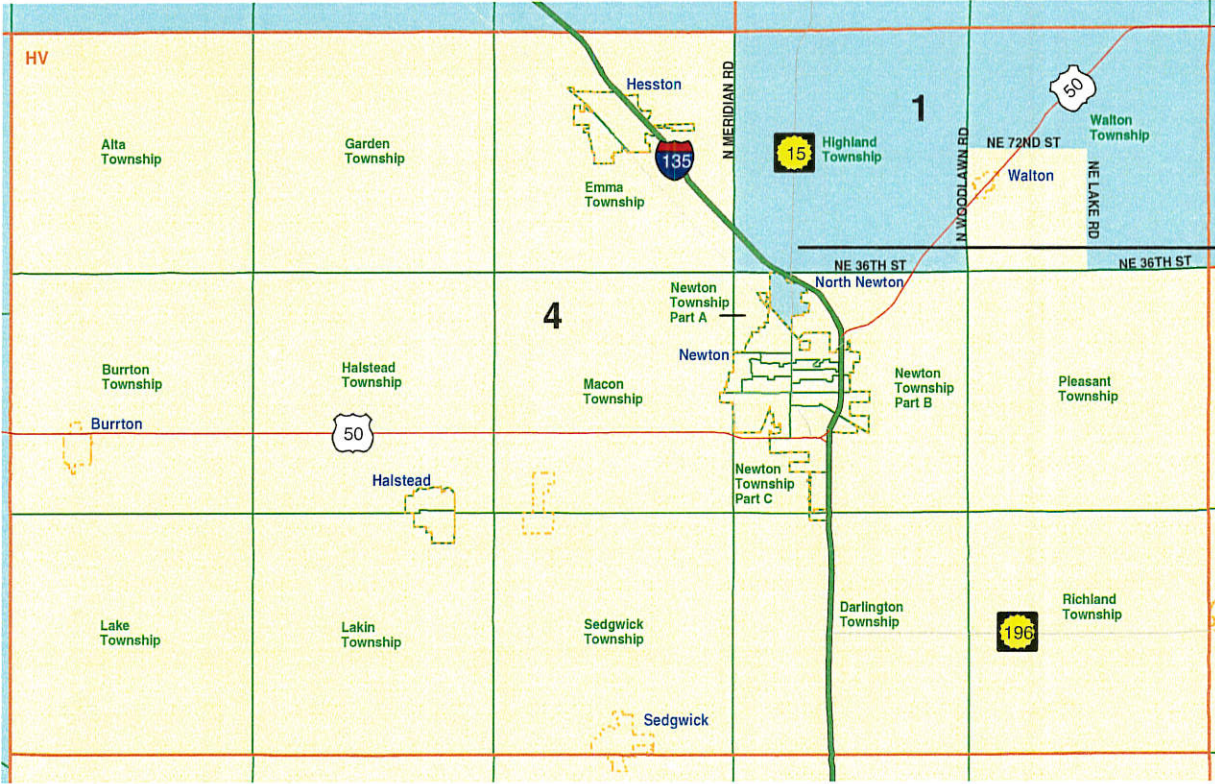 HV
Hesston
N MERIDIAN RD
1
50
Walton
Township
Alta
Township
Garden
Township
135
15
Highland
Township
NE 72ND ST
N WOODLAWN RD
Walton
NE LAKE RD
Emma
Township
NE 36TH ST
NE 36TH ST
North Newton
Newton
Township
Part A
4
Newton
Burrton
Township
Halstead
Township
Macon
Township
Newton
Township
Part B
Pleasant
Township
Burrton
50
Halstead
Newton
Township
Part C
Lake
Township
Lakin
Township
Sedgwick
Township
Darlington
Township
Richland
Township
196
Sedgwick